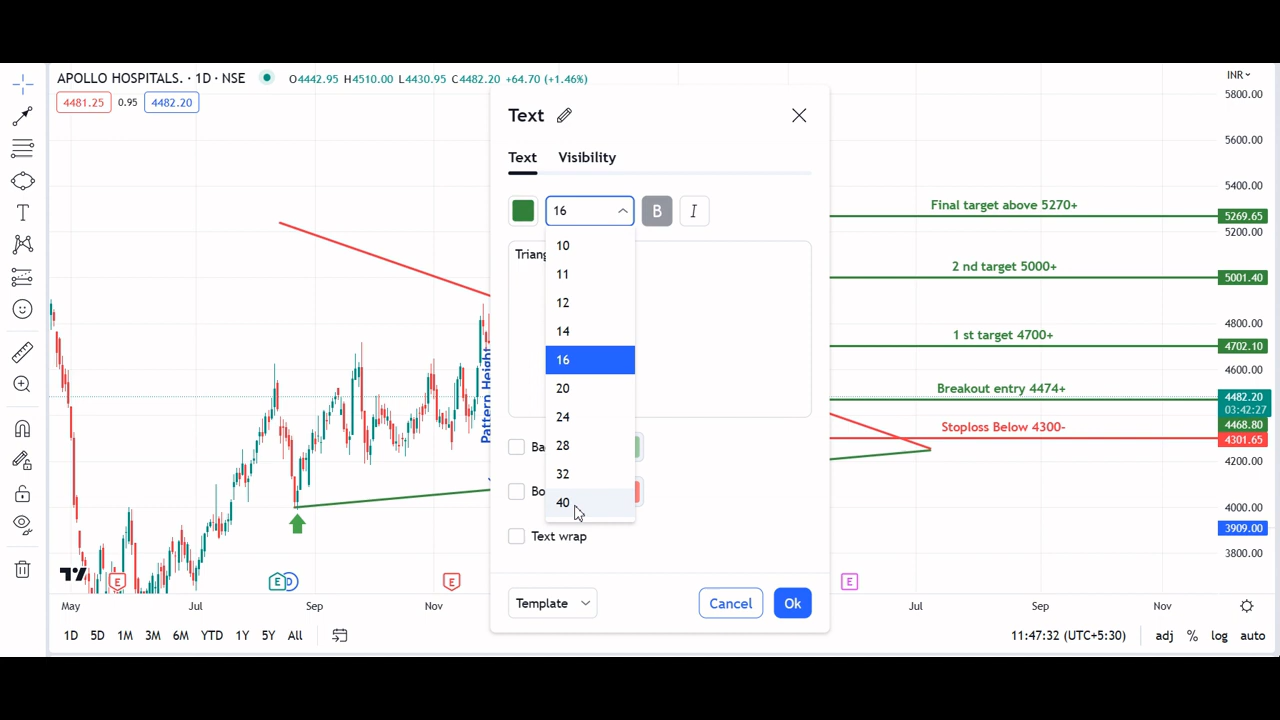 APOLLO HOSPITALS. · 1D · NSE
O4442.95 H4510.00 L4430.95 C4482.20 +64.70 (+1.46%)
INR
4481.25 0.95 4482.20
Text
Text Visibility
16 B I
10
11
12
14
16
20
24
28
32
40
Triang
Ba
Bo
Text wrap
Template
Cancel Ok
Pattern Height
Final target above 5270+
2 nd target 5000+
1 st target 4700+
Breakout entry 4474+
Stoploss Below 4300-
5800.00
5600.00
5400.00
5269.65
5200.00
5001.40
4800.00
4702.10
4600.00
4482.20
03:42:27
4468.80
4301.65
4200.00
4000.00
3909.00
3800.00
E E D E E
May Jul Sep Nov Jul Sep Nov
1D 5D 1M 3M 6M YTD 1Y 5Y All
11:47:32 (UTC+5:30) adj % log auto